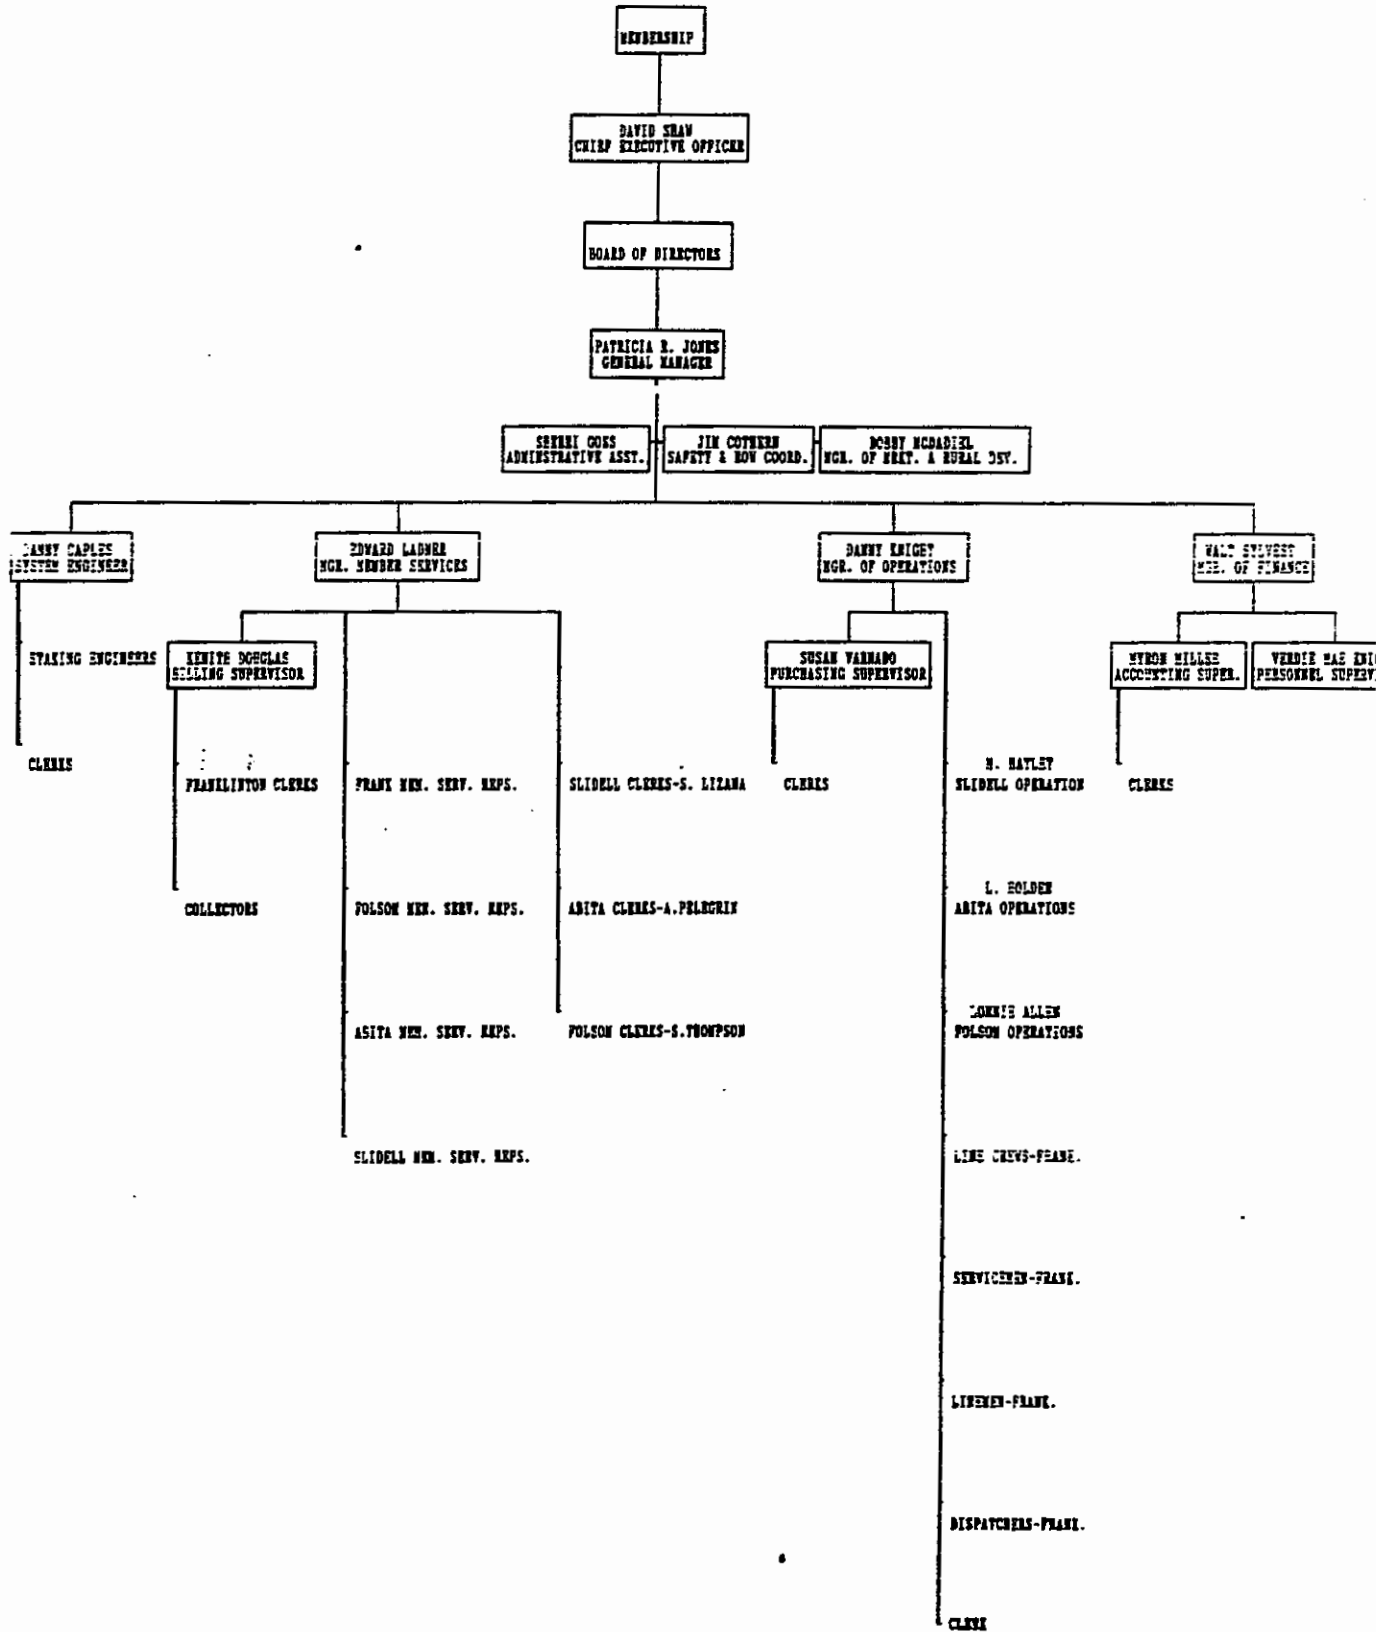 MEMBERSHIP
DAVID SHAW
CHIEF EXECUTIVE OFFICER
BOARD OF DIRECTORS
PATRICIA R. JONES
GENERAL MANAGER
SHERRI GOSS
ADMINSTRATIVE ASST.
JIM COTHERN
SAFETY & ROW COORD.
BOBBY MCDADIEL
MGR. OF MRKT. & RURAL DEV.
DANNY CAPLES
SYSTEM ENGINEER
EDWARD LADNER
MGR. MEMBER SERVICES
DANNY KNIGHT
MGR. OF OPERATIONS
WALT SYLVEST
MGR. OF FINANCE
STAKING ENGINEERS
CLERKS
DOUGLAS
BILLING SUPERVISOR
FRANKLINTON CLERKS
COLLECTORS
FRANK MEM. SERV. REPS.
FOLSOM MEM. SERV. REPS.
ABITA MEM. SERV. REPS.
SLIDELL MEM. SERV. REPS.
SLIDELL CLERKS-S. LIZANA
ABITA CLERKS-A.PELEGRIN
FOLSOM CLERKS-S.THOMPSON
SUSAN VARNADO
PURCHASING SUPERVISOR
CLERKS
SLIDELL OPERATION
L. HOLDEN
ABITA OPERATIONS
ALLEN
FOLSOM OPERATIONS
LINE CREWS-FRANK.
SERVICEMEN-FRANK.
LINEMEN-FRANK.
DISPATCHERS-FRANK.
CLERK
MYRON MILLER
ACCOUNTING SUPER.
CLERKS
VERDIE MAE
PERSONNEL